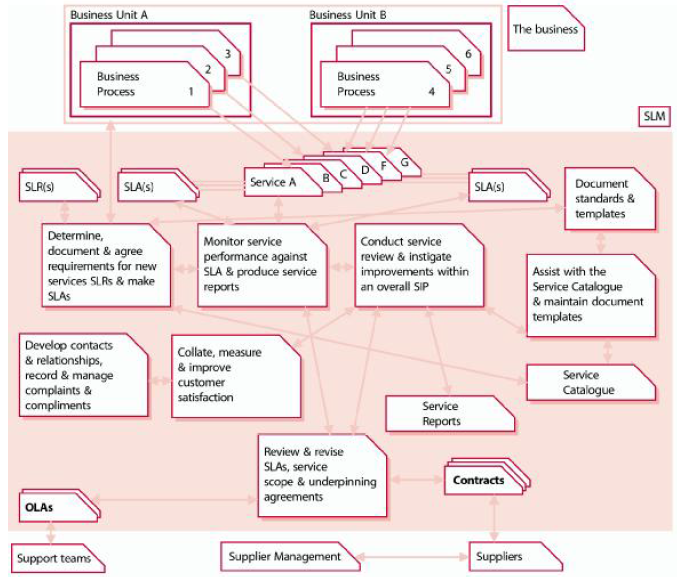 Business Unit A
Business Unit B
The business
3
2
Business
Process 1
6
5
Business
Process 4
SLM
SLR(s)
SLA(s)
Service A
B
C
D
F
G
SLA(s)
Document
standards &
templates
Determine,
document & agree
requirements for new
services SLRs & make
SLAs
Monitor service
performance against
SLA & produce service
reports
Conduct service
review & instigate
improvements within
an overall SIP
Assist with the
Service Catalogue
& maintain document
templates
Develop contacts
& relationships,
record & manage
complaints &
compliments
Collate, measure
& improve
customer
satisfaction
Service
Reports
Service
Catalogue
Review & revise
SLAs, service
scope & underpinning
agreements
Contracts
OLAs
Support teams
Supplier Management
Suppliers